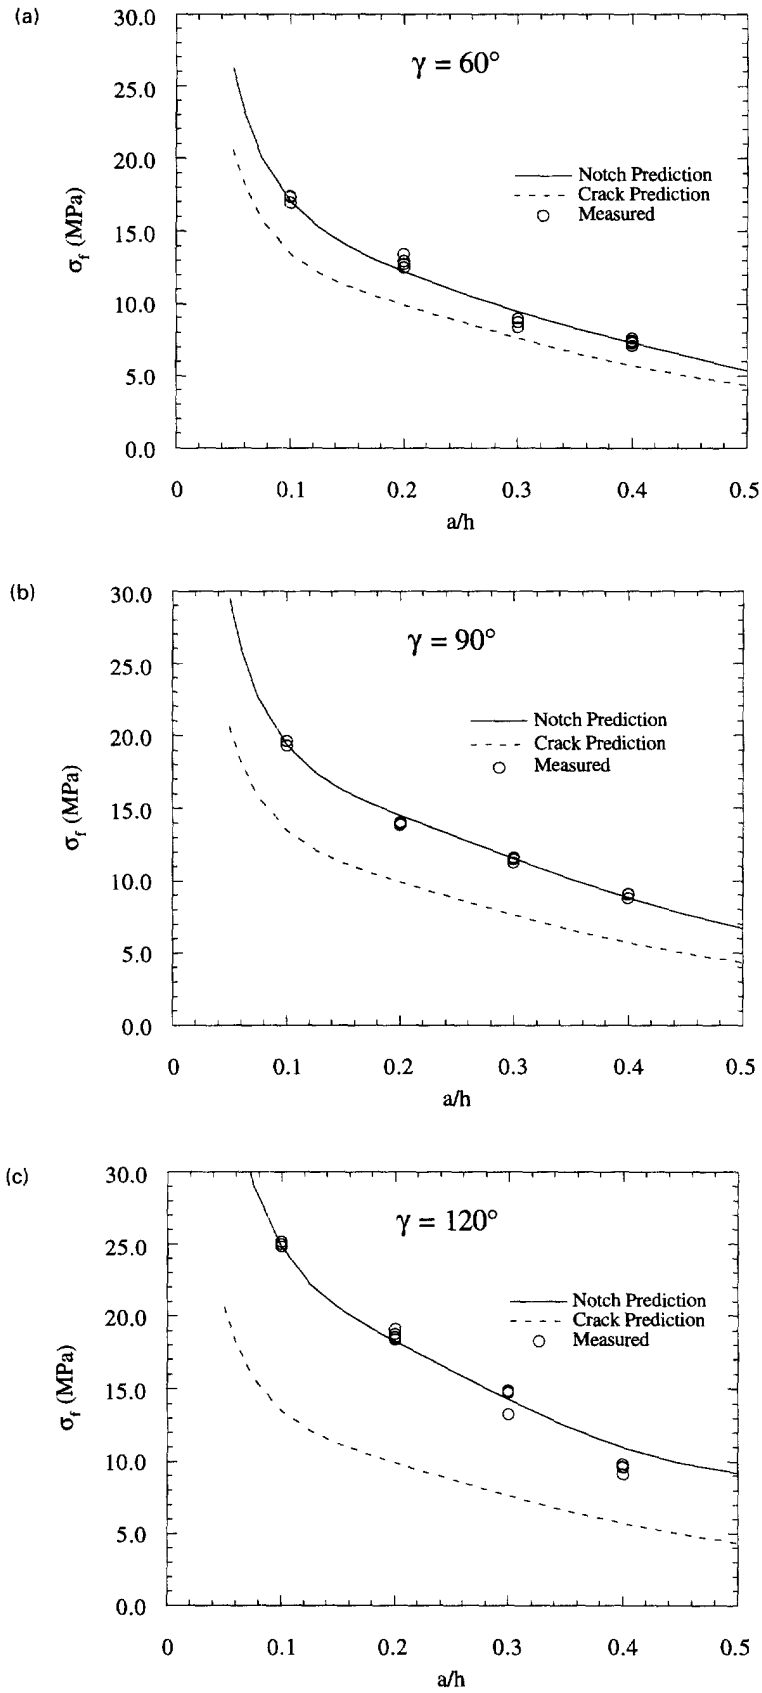 (a)
30.0
25.0
20.0
15.0
10.0
5.0
0.0
σf (MPa)
γ = 60°
Notch Prediction
Crack Prediction
Measured
0 0.1 0.2 0.3 0.4 0.5
a/h
(b)
30.0
25.0
20.0
15.0
10.0
5.0
0.0
σf (MPa)
γ = 90°
Notch Prediction
Crack Prediction
Measured
0 0.1 0.2 0.3 0.4 0.5
a/h
(c)
30.0
25.0
20.0
15.0
10.0
5.0
0.0
σf (MPa)
γ = 120°
Notch Prediction
Crack Prediction
Measured
0 0.1 0.2 0.3 0.4 0.5
a/h